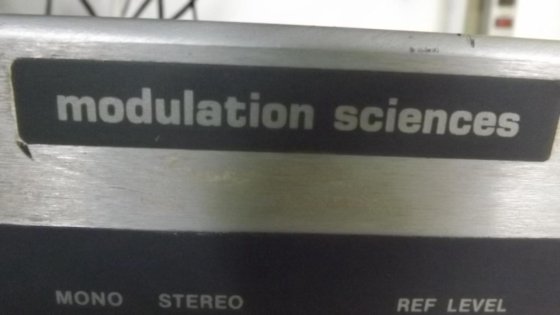 modulation sciences
MONO STEREO REF LEVEL